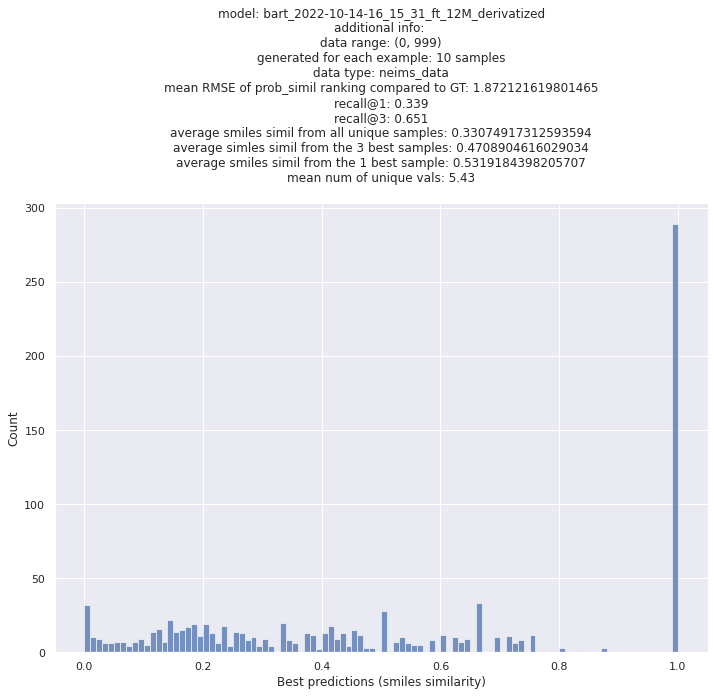 model: bart_2022-10-14-16_15_31_ft_12M_derivatized
additional info:
data range: (0, 999)
generated for each example: 10 samples
data type: neims_data
mean RMSE of prob_simil ranking compared to GT: 1.872121619801465
recall@1: 0.339
recall@3: 0.651
average smiles simil from all unique samples: 0.33074917312593594
average simles simil from the 3 best samples: 0.4708904616029034
average smiles simil from the 1 best sample: 0.5319184398205707
mean num of unique vals: 5.43
300
250
200
150
100
50
0
Count
0.0 0.2 0.4 0.6 0.8 1.0
Best predictions (smiles similarity)